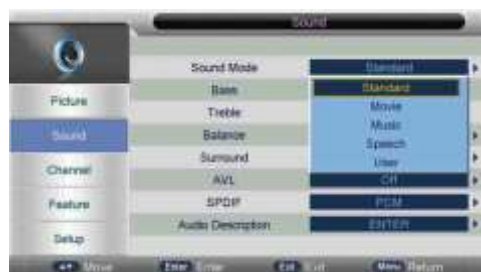 Sound
Sound Mode Standard
Bass Standard
Treble Movie
Music
Balance Speech
Surround User
AVL Off
SPDIF PCM
Audio Description ENTER
Picture
Sound
Channel
Feature
Setup
Move Enter Enter Exit Exit Menu Return